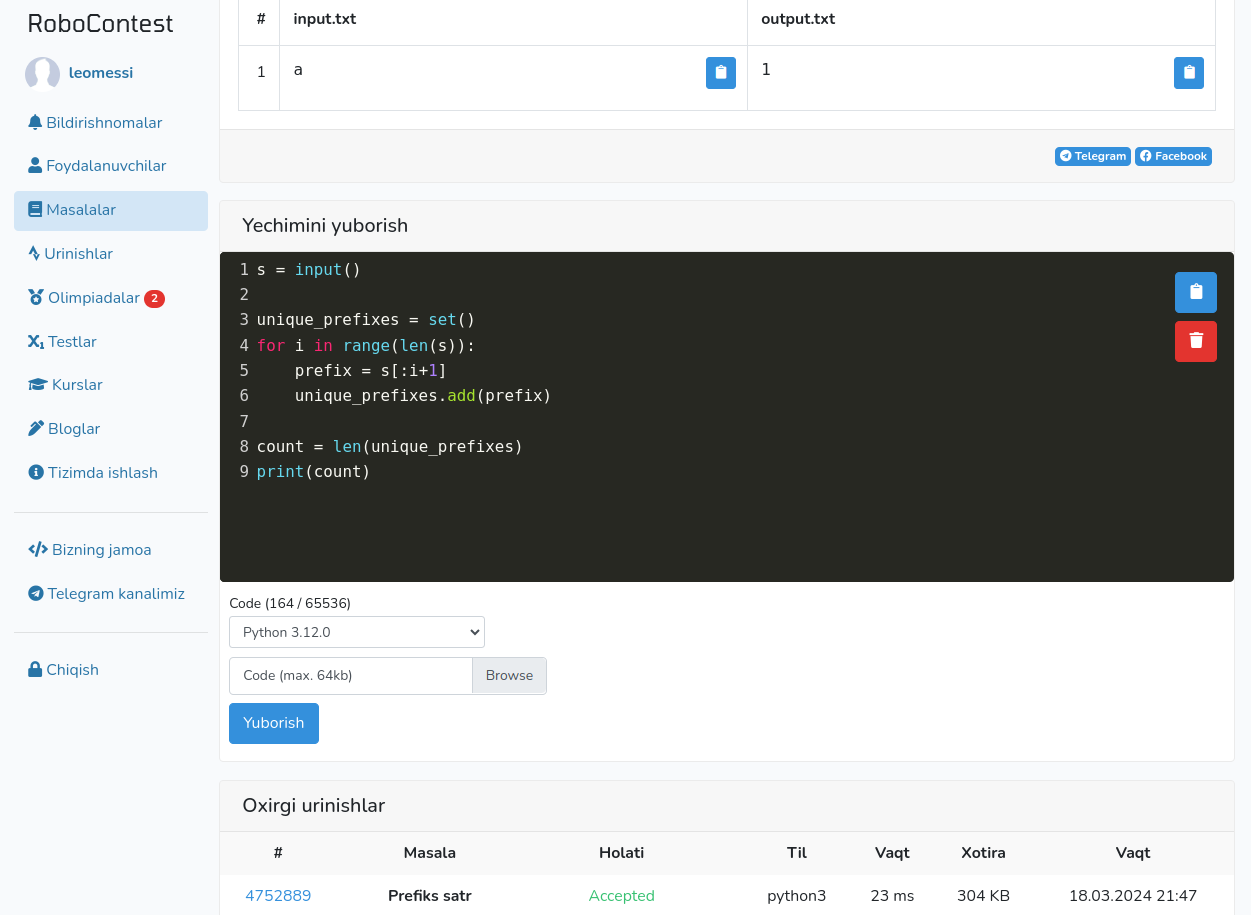 RoboContest
leomessi
Bildirishnomalar
Foydalanuvchilar
Masalalar
Urinishlar
Olimpiadalar 2
Testlar
Kurslar
Bloglar
Tizimda ishlash
Bizning jamoa
Telegram kanalimiz
Chiqish
# input.txt output.txt
1 a 1
Telegram Facebook
Yechimini yuborish
1 s = input()
2
3 unique_prefixes = set()
4 for i in range(len(s)):
5     prefix = s[:i+1]
6     unique_prefixes.add(prefix)
7
8 count = len(unique_prefixes)
9 print(count)
Code (164 / 65536)
Python 3.12.0
Code (max. 64kb) Browse
Yuborish
Oxirgi urinishlar
# Masala Holati Til Vaqt Xotira Vaqt
4752889 Prefiks satr Accepted python3 23 ms 304 KB 18.03.2024 21:47